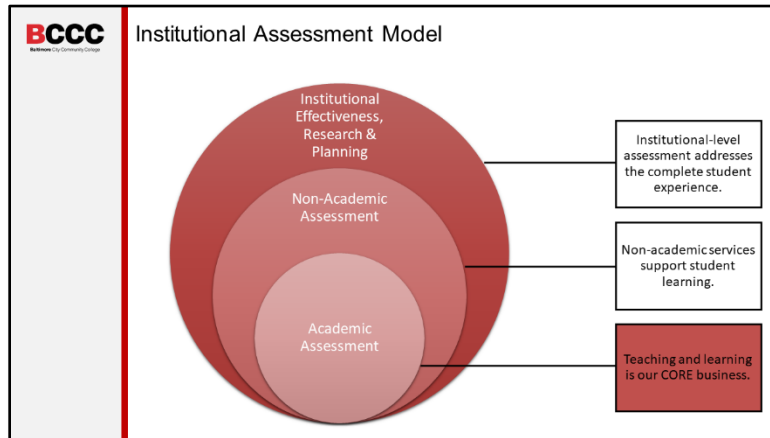 BCCC
Baltimore City Community College
Institutional Assessment Model
Institutional
Effectiveness,
Research &
Planning
Non-Academic
Assessment
Academic
Assessment
Institutional-level
assessment addresses
the complete student
experience.
Non-academic services
support student
learning.
Teaching and learning
is our CORE business.